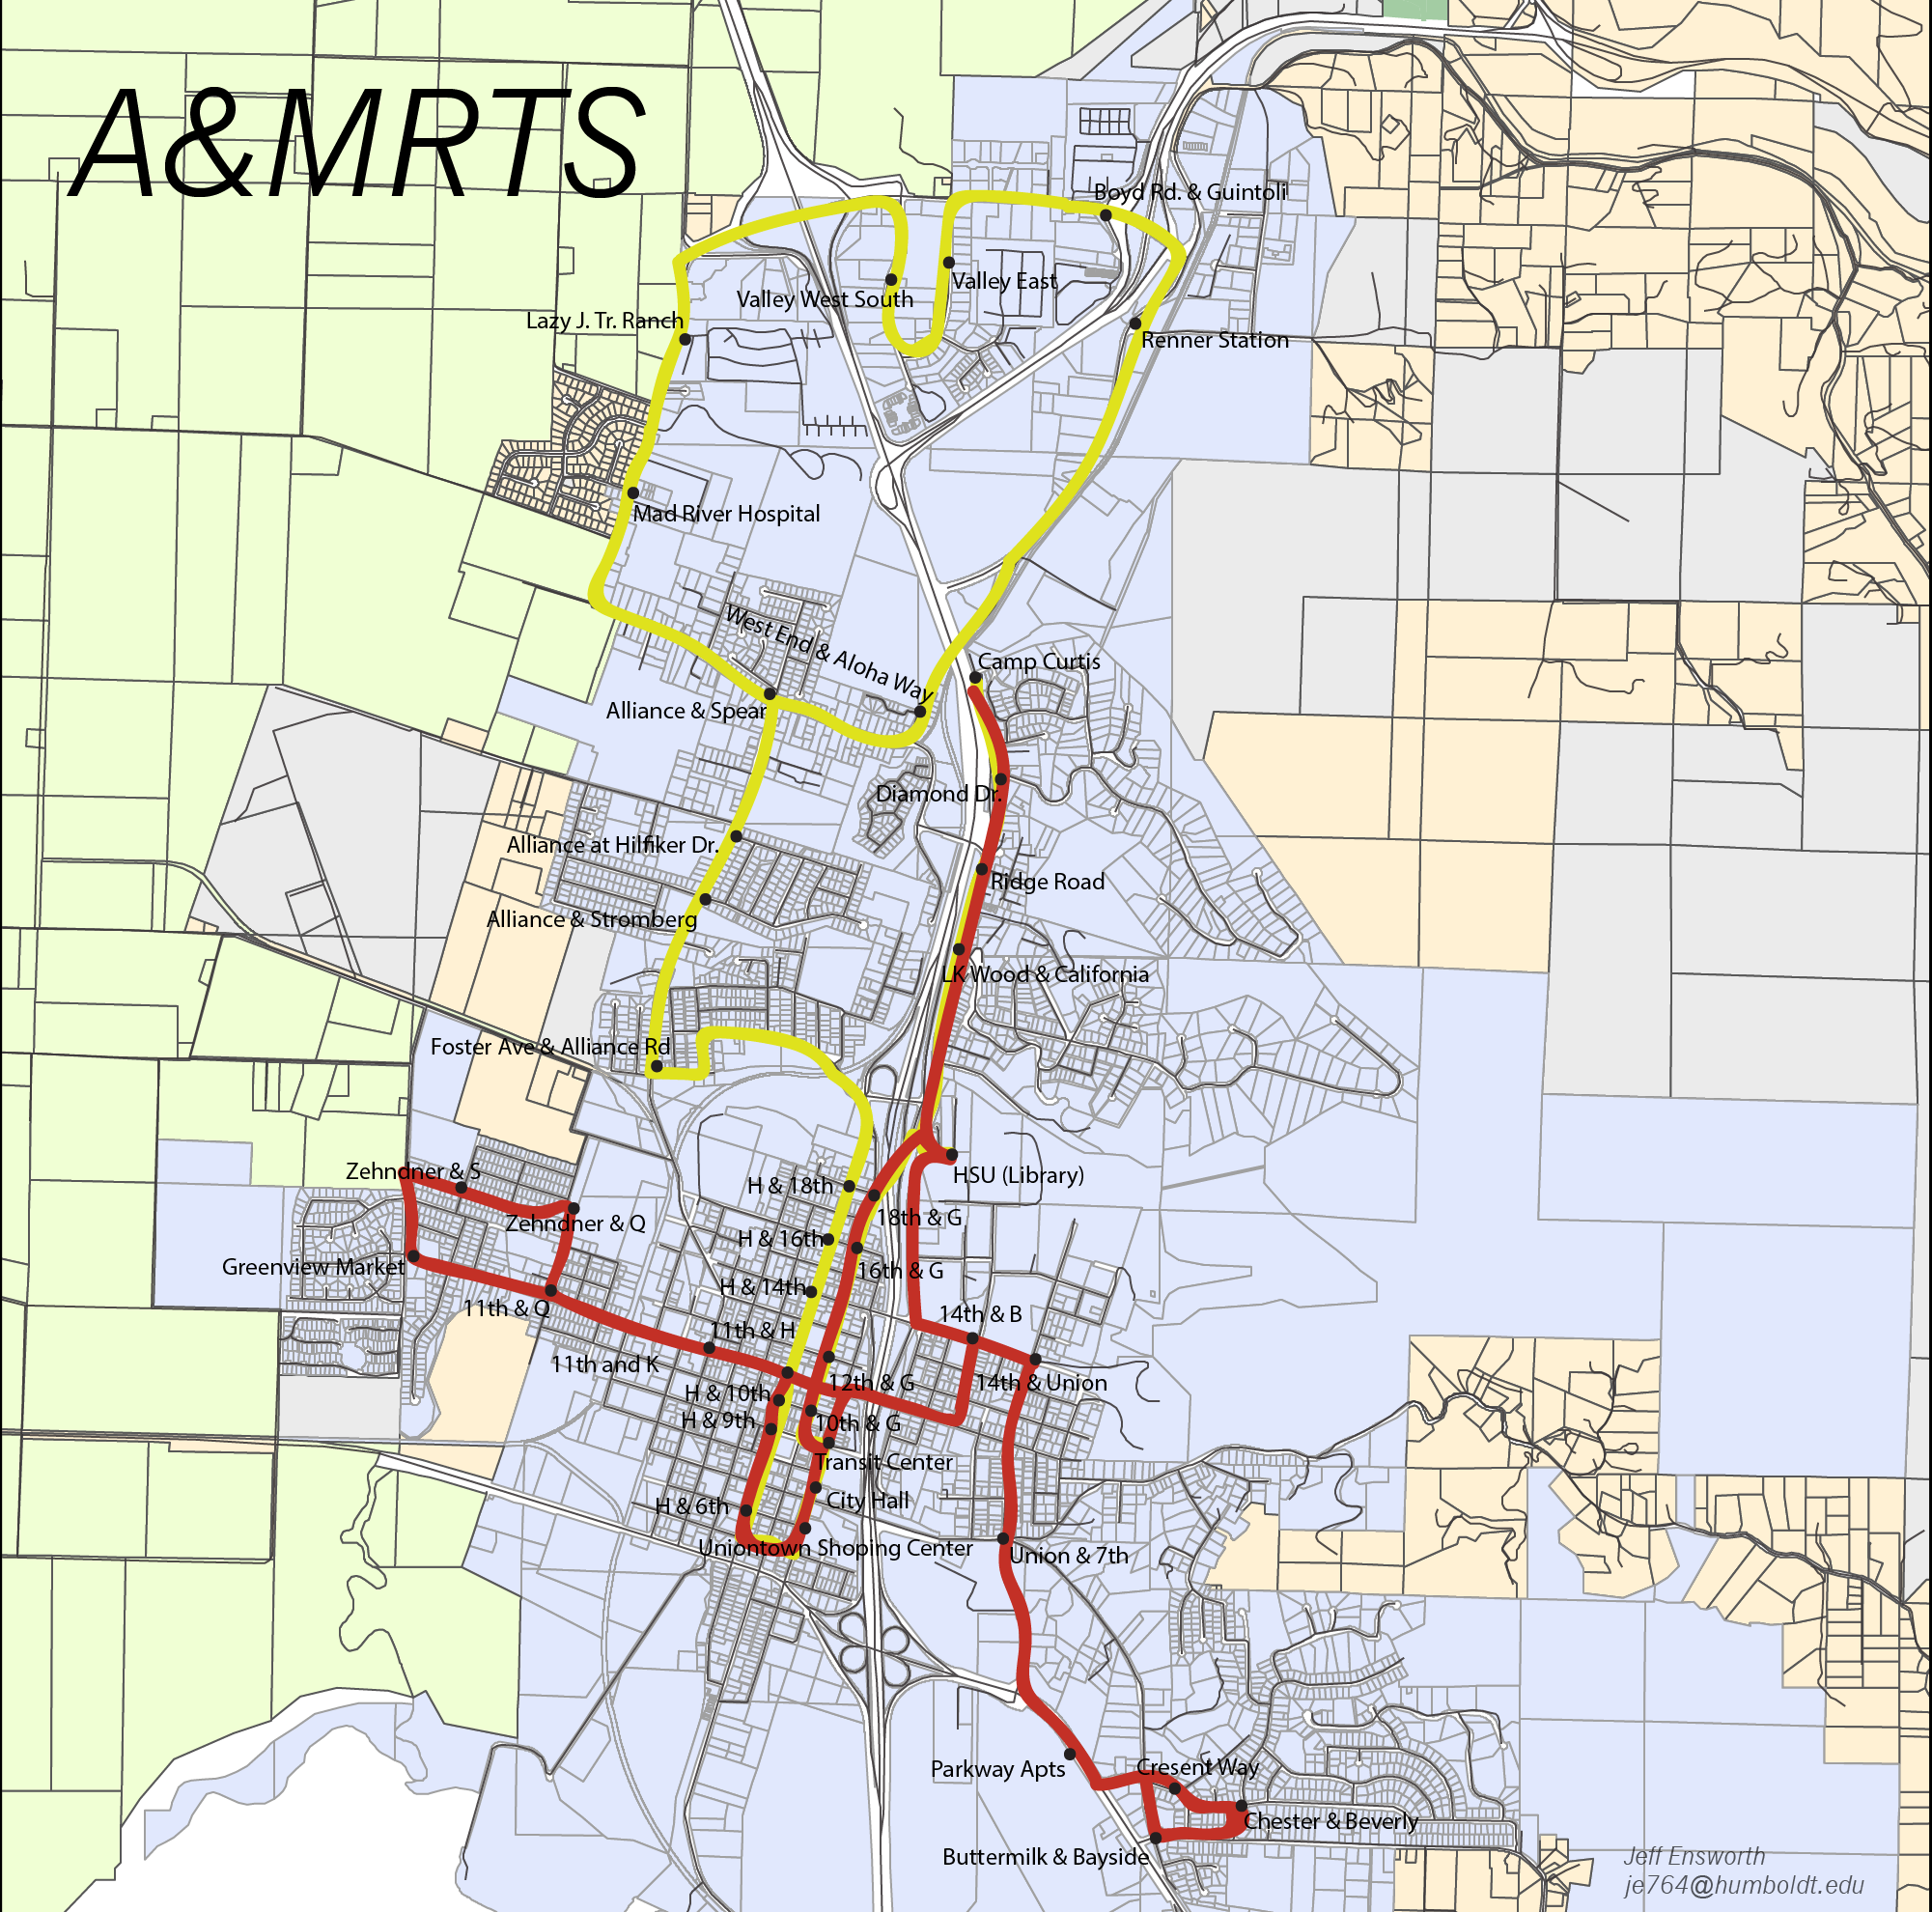 A&MRTS
Boyd Rd. & Guintoli
Valley East
Valley West South
Lazy J. Tr. Ranch
Renner Station
Mad River Hospital
West End & Aloha Way
Camp Curtis
Alliance & Spear
Diamond Dr.
Alliance at Hilfiker Dr.
Ridge Road
Alliance & Stromberg
LK Wood & California
Foster Ave & Alliance Rd
Zehndner & S
HSU (Library)
H & 18th
Zehndner & Q
18th & G
H & 16th
Greenview Market
16th & G
H & 14th
11th & Q
14th & B
11th & H
11th and K
12th & G
14th & Union
H & 10th
H & 9th
10th & G
Transit Center
City Hall
H & 6th
Uniontown Shoping Center
Union & 7th
Parkway Apts
Cresent Way
Chester & Beverly
Buttermilk & Bayside
Jeff Ensworth
je764@humboldt.edu